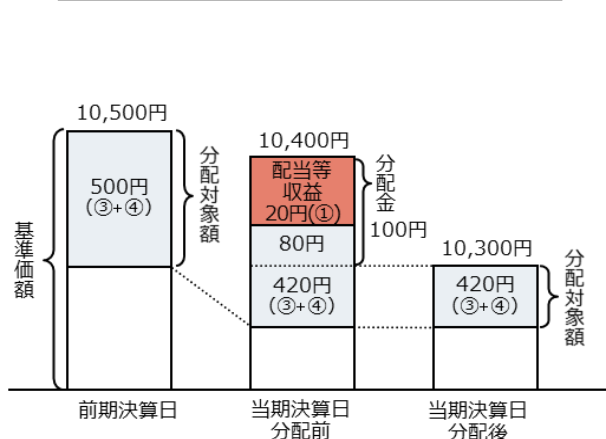 10,500円
500円
(③+④)
分配対象額
基準価額
前期決算日
10,400円
配当等
収益
20円(①)
80円
420円
(③+④)
分配金
100円
当期決算日
分配前
10,300円
420円
(③+④)
分配対象額
当期決算日
分配後